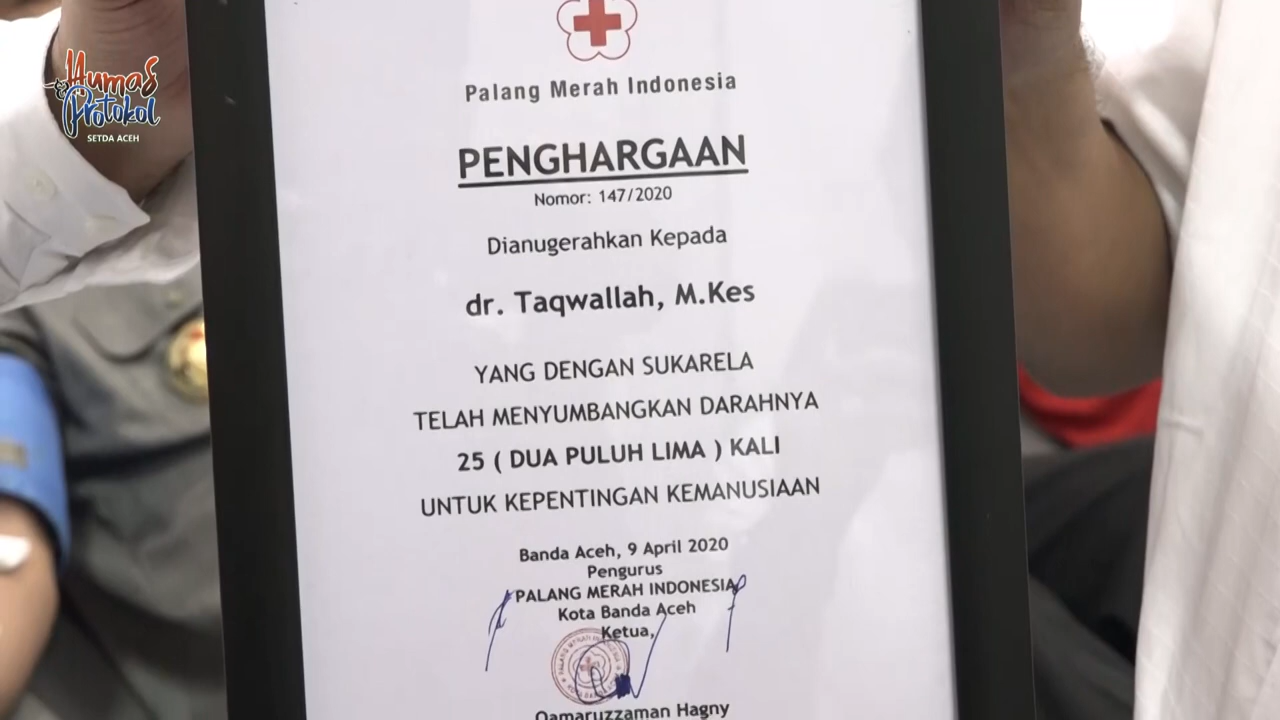 Humas
Protokol
SETDA ACEH
Palang Merah Indonesia
PENGHARGAAN
Nomor: 147/2020
Dianugerahkan Kepada
dr. Taqwallah, M.Kes
YANG DENGAN SUKARELA
TELAH MENYUMBANGKAN DARAHNYA
25 ( DUA PULUH LIMA ) KALI
UNTUK KEPENTINGAN KEMANUSIAAN
Banda Aceh, 9 April 2020
Pengurus
PALANG MERAH INDONESIA
Kota Banda Aceh
Ketua,
Qamaruzzaman Hagny